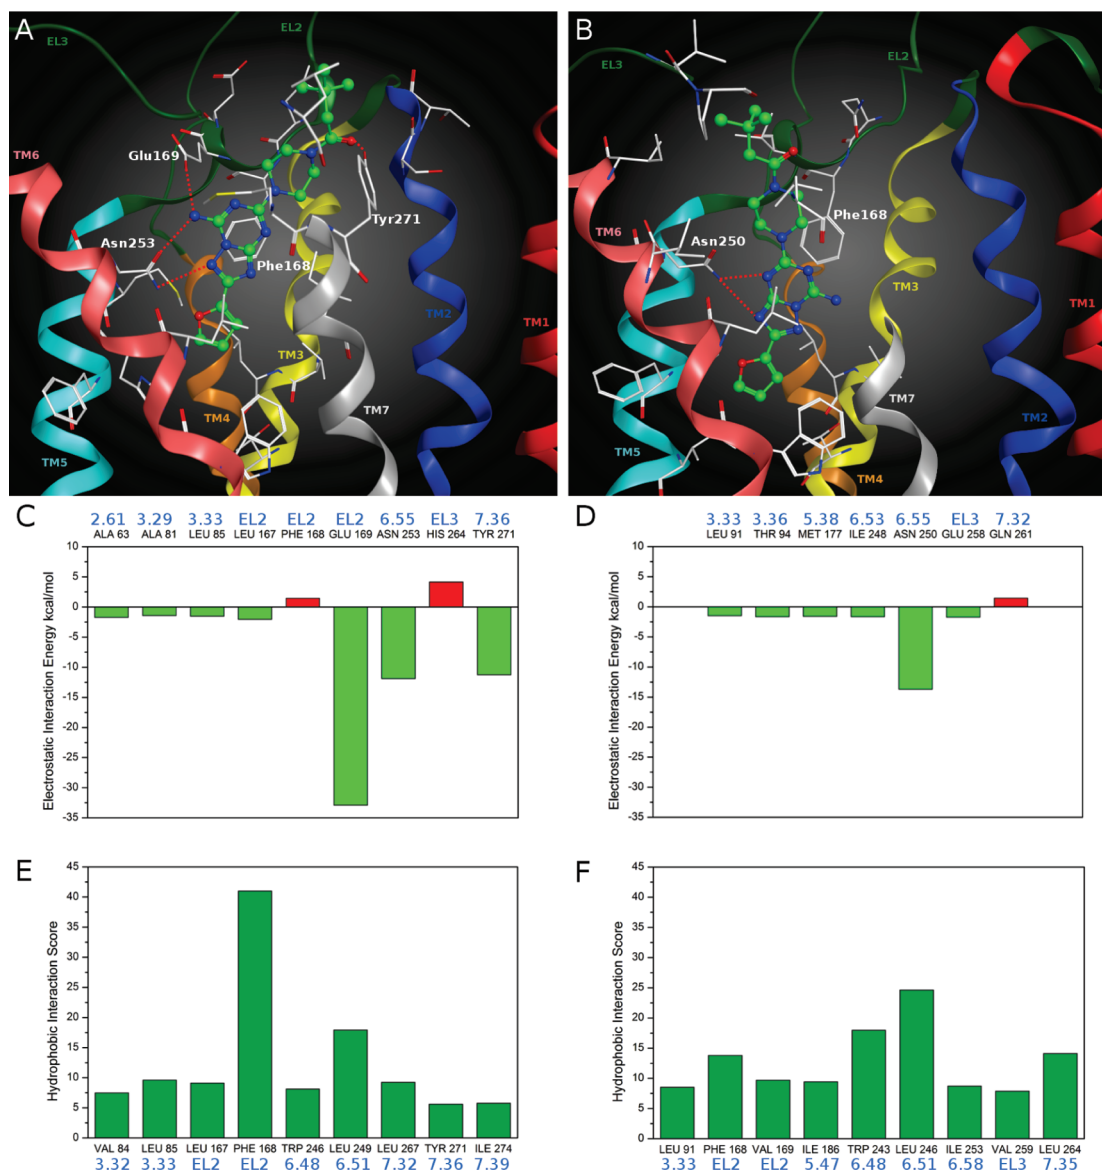 A
EL3
EL2
Glu169
TM6
Tyr271
Asn253
Phe168
TM2
TM1
TM3
TM4
TM7
TM5
B
EL2
EL3
TM6
Phe168
Asn250
TM3
TM1
TM7
TM2
TM5
TM4
C
2.61 3.29 3.33 EL2 EL2 EL2 6.55 EL3 7.36
ALA 63 ALA 81 LEU 85 LEU 167 PHE 168 GLU 169 ASN 253 HIS 264 TYR 271
Electrostatic Interaction Energy kcal/mol
10
5
0
-5
-10
-15
-20
-25
-30
-35
D
3.33 3.36 5.38 6.53 6.55 EL3 7.32
LEU 91 THR 94 MET 177 ILE 248 ASN 250 GLU 258 GLN 261
Electrostatic Interaction Energy kcal/mol
10
5
0
-5
-10
-15
-20
-25
-30
-35
E
Hydrophobic Interaction Score
45
40
35
30
25
20
15
10
5
0
VAL 84 LEU 85 LEU 167 PHE 168 TRP 246 LEU 249 LEU 267 TYR 271 ILE 274
3.32 3.33 EL2 EL2 6.48 6.51 7.32 7.36 7.39
F
Hydrophobic Interaction Score
45
40
35
30
25
20
15
10
5
0
LEU 91 PHE 168 VAL 169 ILE 186 TRP 243 LEU 246 ILE 253 VAL 259 LEU 264
3.33 EL2 EL2 5.47 6.48 6.51 6.58 EL3 7.35